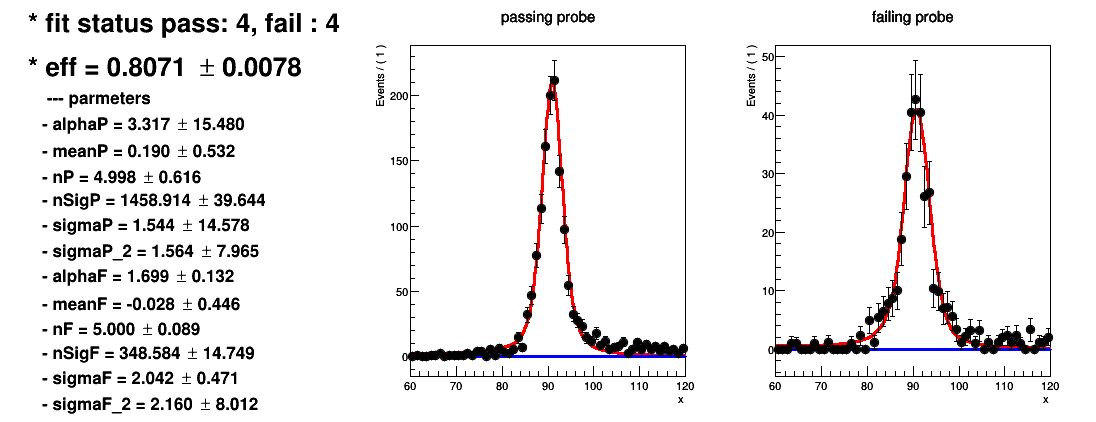 * fit status pass: 4, fail : 4
* eff = 0.8071 ± 0.0078
--- parmeters
- alphaP = 3.317 ± 15.480
- meanP = 0.190 ± 0.532
- nP = 4.998 ± 0.616
- nSigP = 1458.914 ± 39.644
- sigmaP = 1.544 ± 14.578
- sigmaP_2 = 1.564 ± 7.965
- alphaF = 1.699 ± 0.132
- meanF = -0.028 ± 0.446
- nF = 5.000 ± 0.089
- nSigF = 348.584 ± 14.749
- sigmaF = 2.042 ± 0.471
- sigmaF_2 = 2.160 ± 8.012
passing probe
Events / ( 1 )
200
150
100
50
0
60 70 80 90 100 110 120
x
failing probe
Events / ( 1 )
50
40
30
20
10
0
60 70 80 90 100 110 120
x